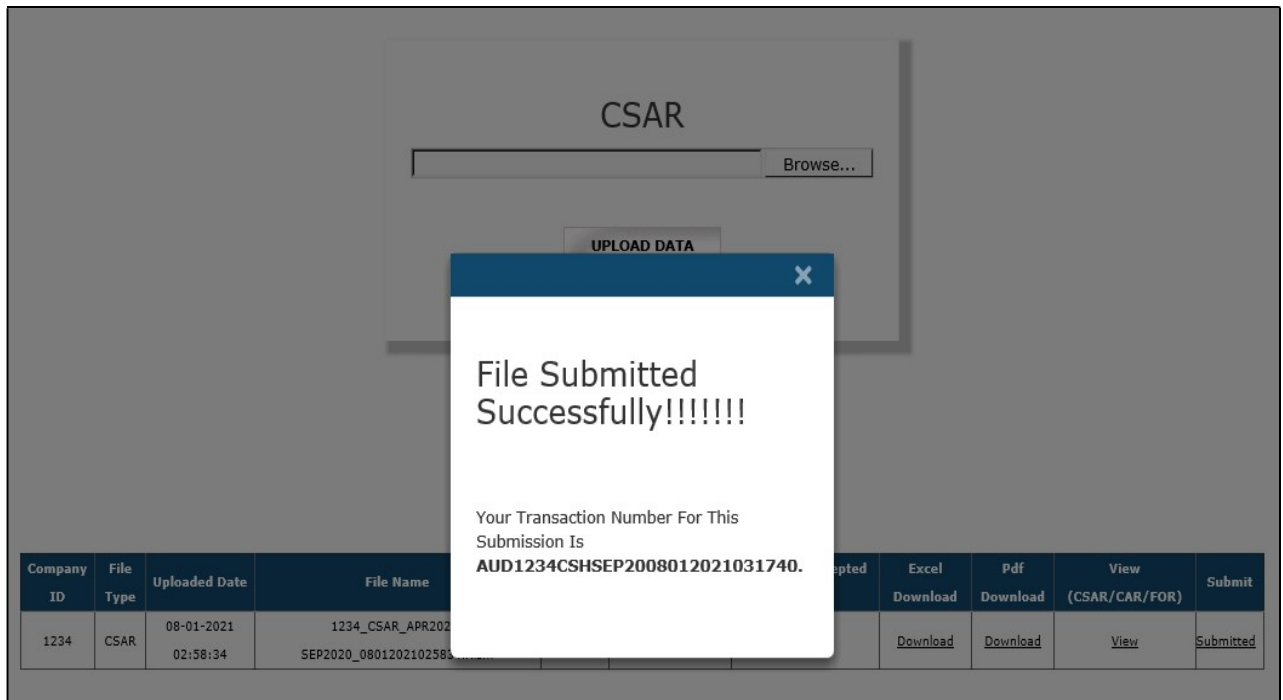 CSAR
Browse...
UPLOAD DATA
File Submitted
Successfully!!!!!!!
Your Transaction Number For This
Submission Is
AUD1234CSHSEP2008012021031740.
Company ID File Type Uploaded Date File Name Excel Download Pdf Download View (CSAR/CAR/FOR) Submit
1234 CSAR 08-01-2021 02:58:34 Download Download View Submitted